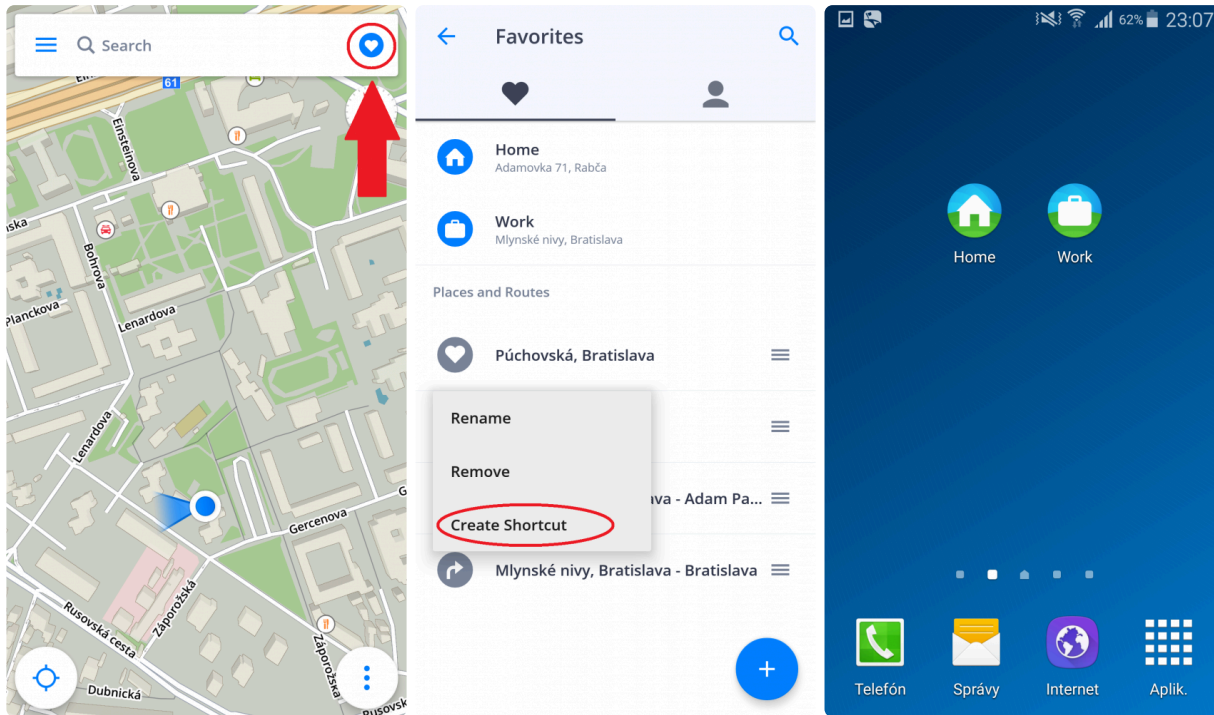 Search
61
Einsteinova
Bohrova
Planckova
Lenardova
Lenardova
Gercenova
Záporožská
Rusovská cesta
Záporožská
Dubnická
Favorites
Home
Adamovka 71, Rabča
Work
Mlynské nivy, Bratislava
Places and Routes
Púchovská, Bratislava
Rename
Remove
ava - Adam Pa...
Create Shortcut
Mlynské nivy, Bratislava - Bratislava
+
62% 23:07
Home
Work
Telefón
Správy
Internet
Aplik.